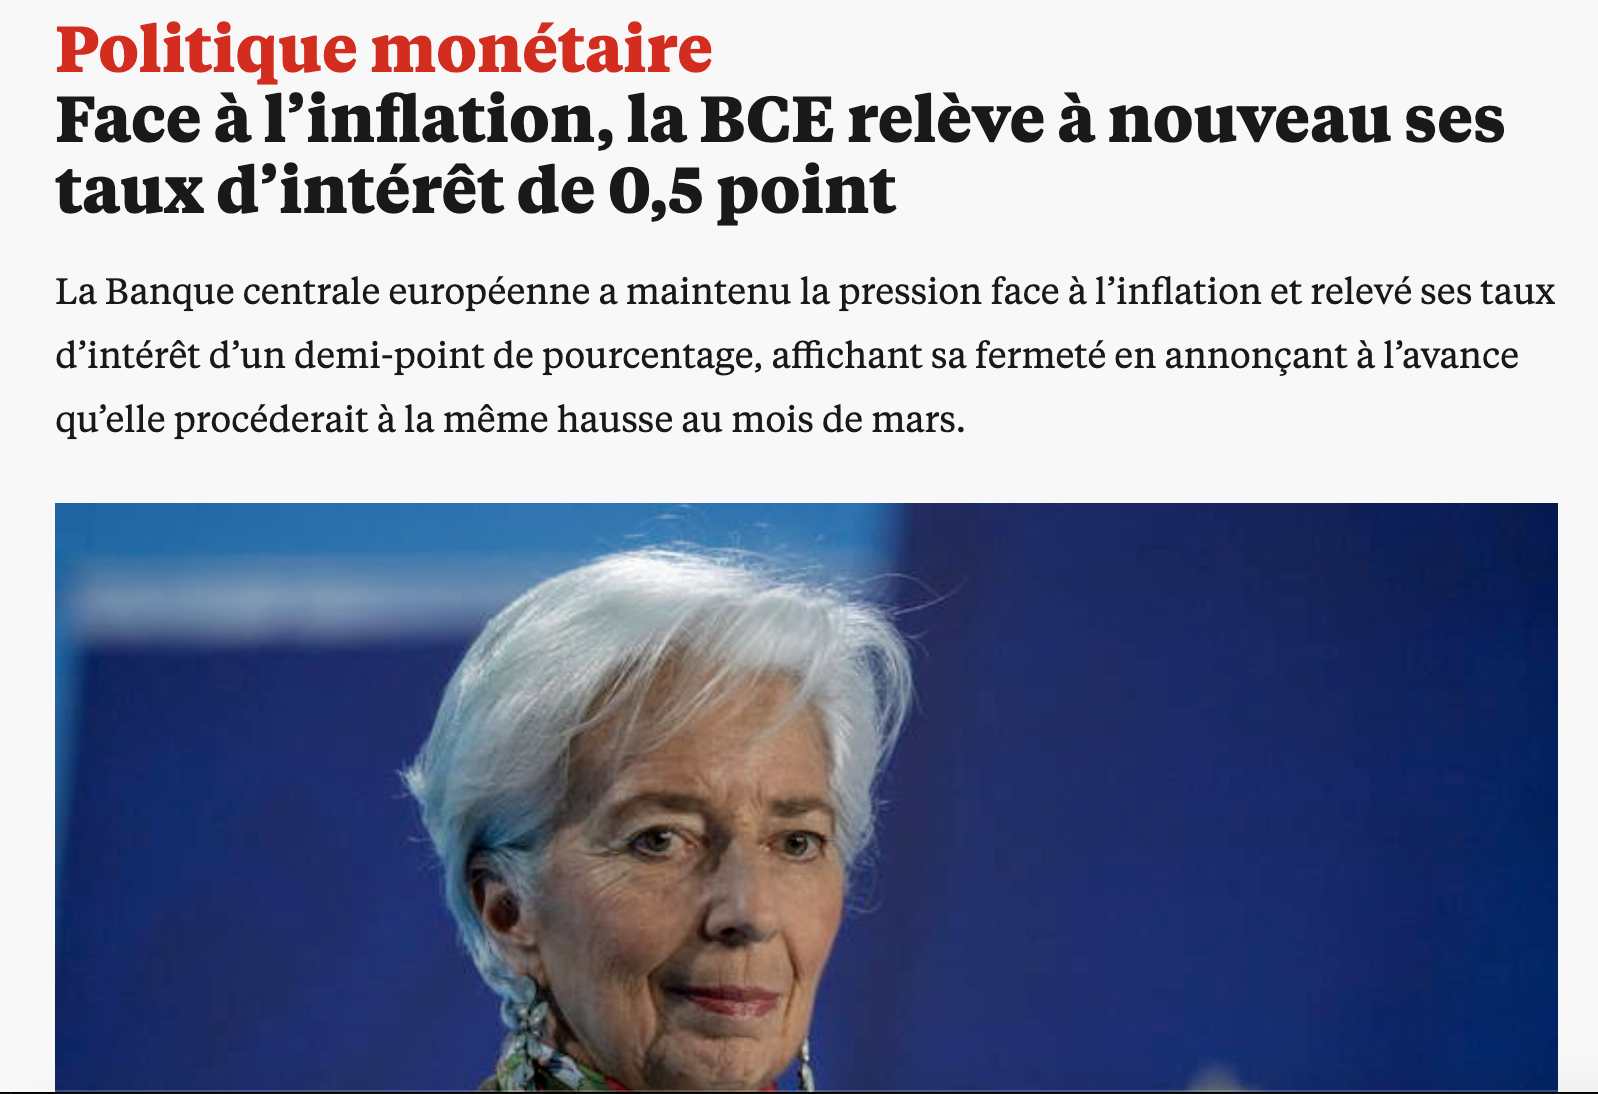 Politique monétaire
Face à l’inflation, la BCE relève à nouveau ses
taux d’intérêt de 0,5 point
La Banque centrale européenne a maintenu la pression face à l’inflation et relevé ses taux
d’intérêt d’un demi-point de pourcentage, affichant sa fermeté en annonçant à l’avance
qu’elle procéderait à la même hausse au mois de mars.